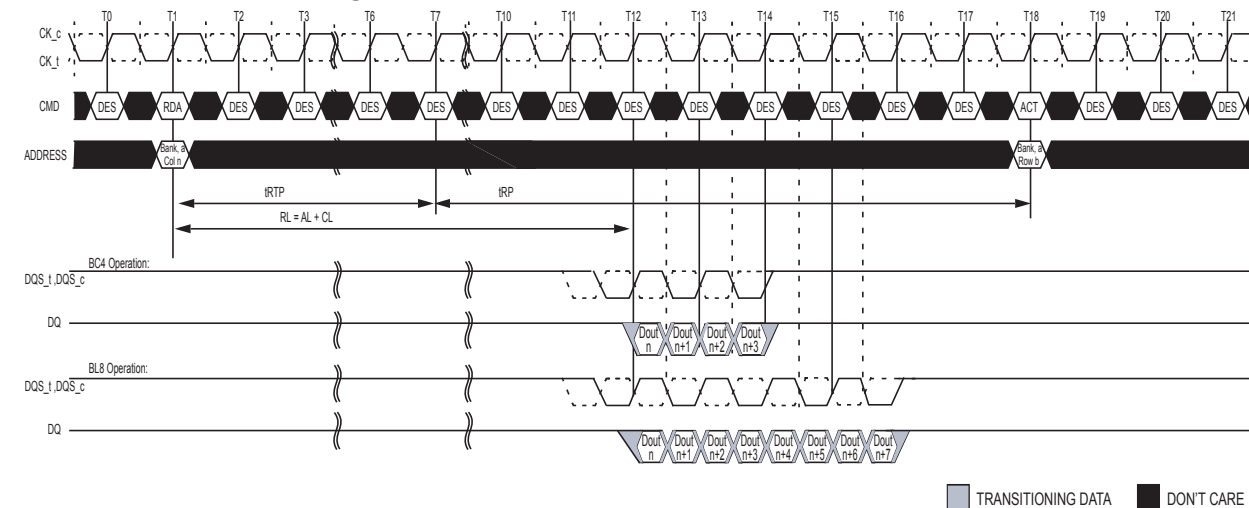 T0 T1 T2 T3 T6 T7 T10 T11 T12 T13 T14 T15 T16 T17 T18 T19 T20 T21
CK_c
CK_t
CMD DES RDA DES DES DES DES DES DES DES DES DES DES DES DES ACT DES DES DES
ADDRESS
Bank, a
Col n
Bank, a
Row b
tRTP tRP
RL = AL + CL
BC4 Operation:
DQS_t ,DQS_c
DQ
Dout
n
Dout
n+1
Dout
n+2
Dout
n+3
BL8 Operation:
DQS_t ,DQS_c
DQ
Dout
n
Dout
n+1
Dout
n+2
Dout
n+3
Dout
n+4
Dout
n+5
Dout
n+6
Dout
n+7
TRANSITIONING DATA DON'T CARE